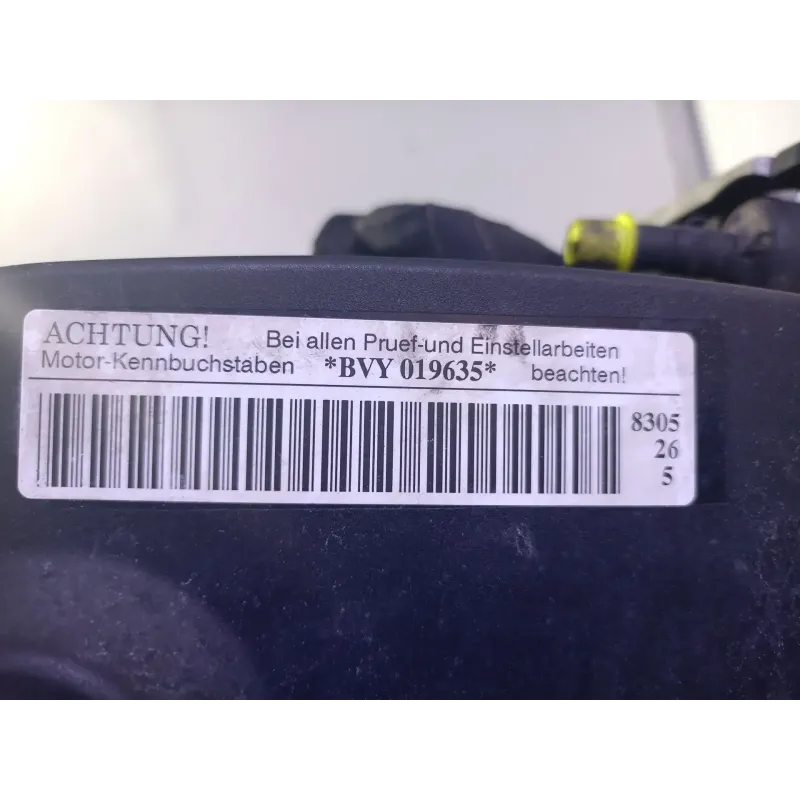 ACHTUNG! Bei allen Pruef-und Einstellarbeiten
Motor-Kennbuchstaben *BVY 019635* beachten!
8305
26
5